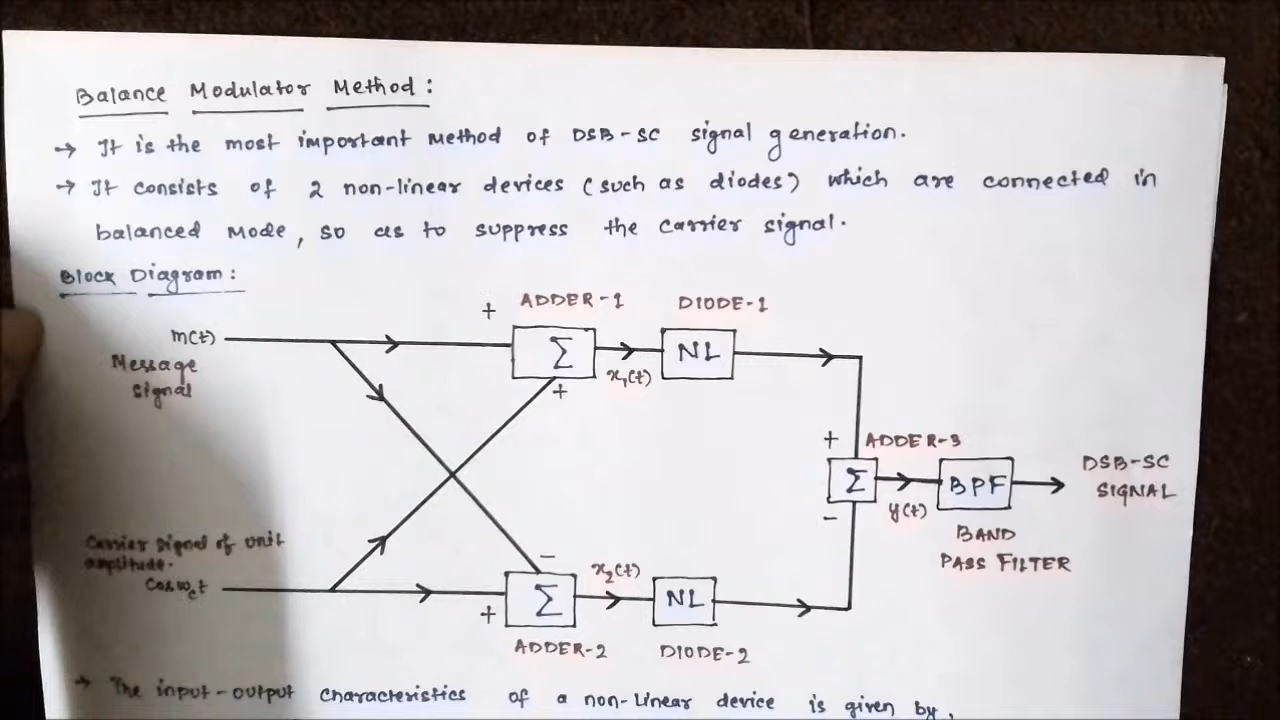 Balance Modulator Method:
→ It is the most important method of DSB-SC signal generation.
→ It consists of 2 non-linear devices (such as diodes) which are connected in
balanced mode, so as to suppress the carrier signal.
Block Diagram:
ADDER-1
DIODE-1
+
m(t)
Σ
NL
Message
signal
x₁(t)
+
+
ADDER-3
DSB-SC
SIGNAL
Σ
BPF
y(t)
-
BAND
PASS FILTER
Carrier signal of unit
amplitude.
Cosω꜀t
-
x₂(t)
Σ
NL
+
ADDER-2
DIODE-2
→ The input-output characteristics of a non-linear device is given by,